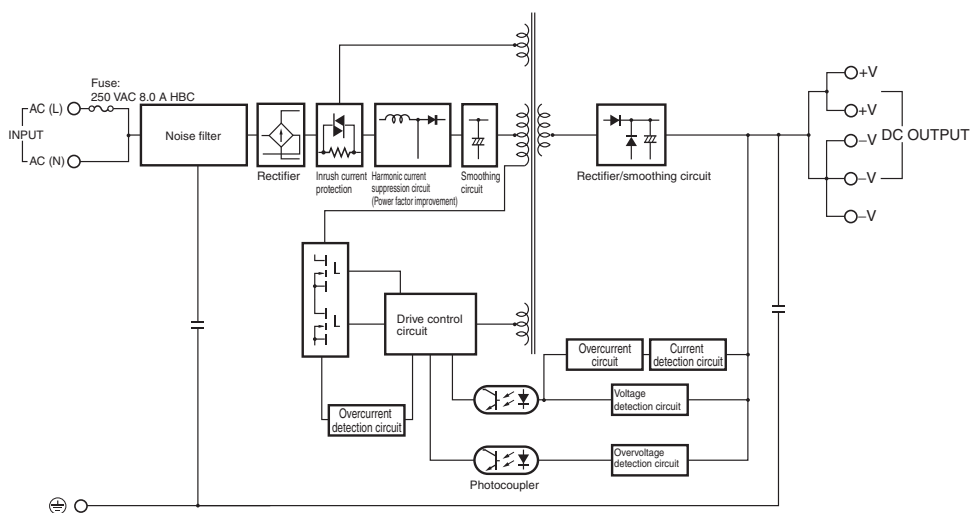 Fuse:
250 VAC 8.0 A HBC
AC (L)
INPUT
AC (N)
Noise filter
Rectifier
Inrush current
protection
Harmonic current
suppression circuit
(Power factor improvement)
Smoothing
circuit
Rectifier/smoothing circuit
+V
+V
DC OUTPUT
–V
–V
–V
Drive control
circuit
Overcurrent
circuit
Current
detection circuit
Voltage
detection circuit
Overcurrent
detection circuit
Overvoltage
detection circuit
Photocoupler